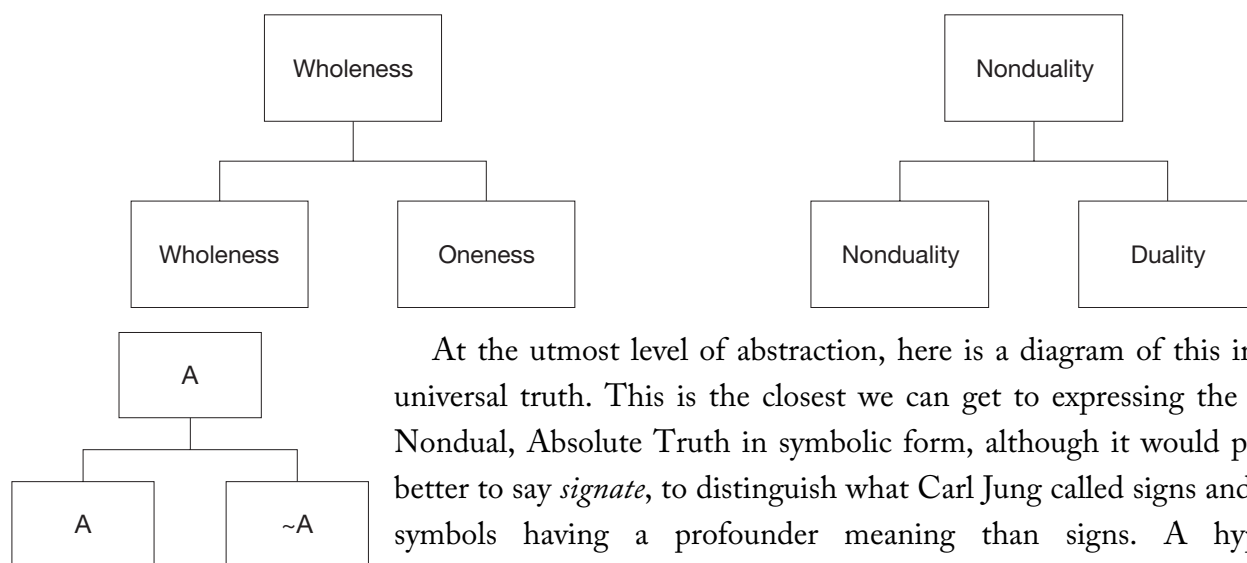 Wholeness
Nonduality
Wholeness
Oneness
Nonduality
Duality
A
A
~A
At the utmost level of abstraction, here is a diagram of this
universal truth. This is the closest we can get to expressing the
Nondual, Absolute Truth in symbolic form, although it would
better to say signate, to distinguish what Carl Jung called signs and
symbols having a profounder meaning than signs. A